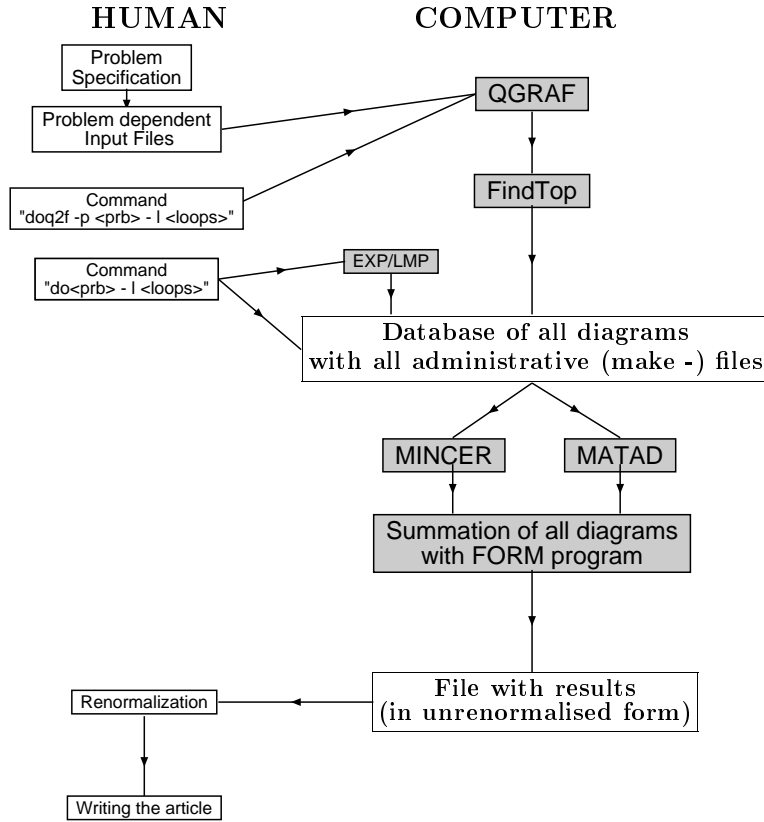 HUMAN
COMPUTER
Problem
Specification
QGRAF
Problem dependent
Input Files
FindTop
Command
"doq2f -p <prb> - l <loops>"
EXP/LMP
Command
"do<prb> - l <loops>"
Database of all diagrams
with all administrative (make -) files
MINCER
MATAD
Summation of all diagrams
with FORM program
File with results
(in unrenormalised form)
Renormalization
Writing the article